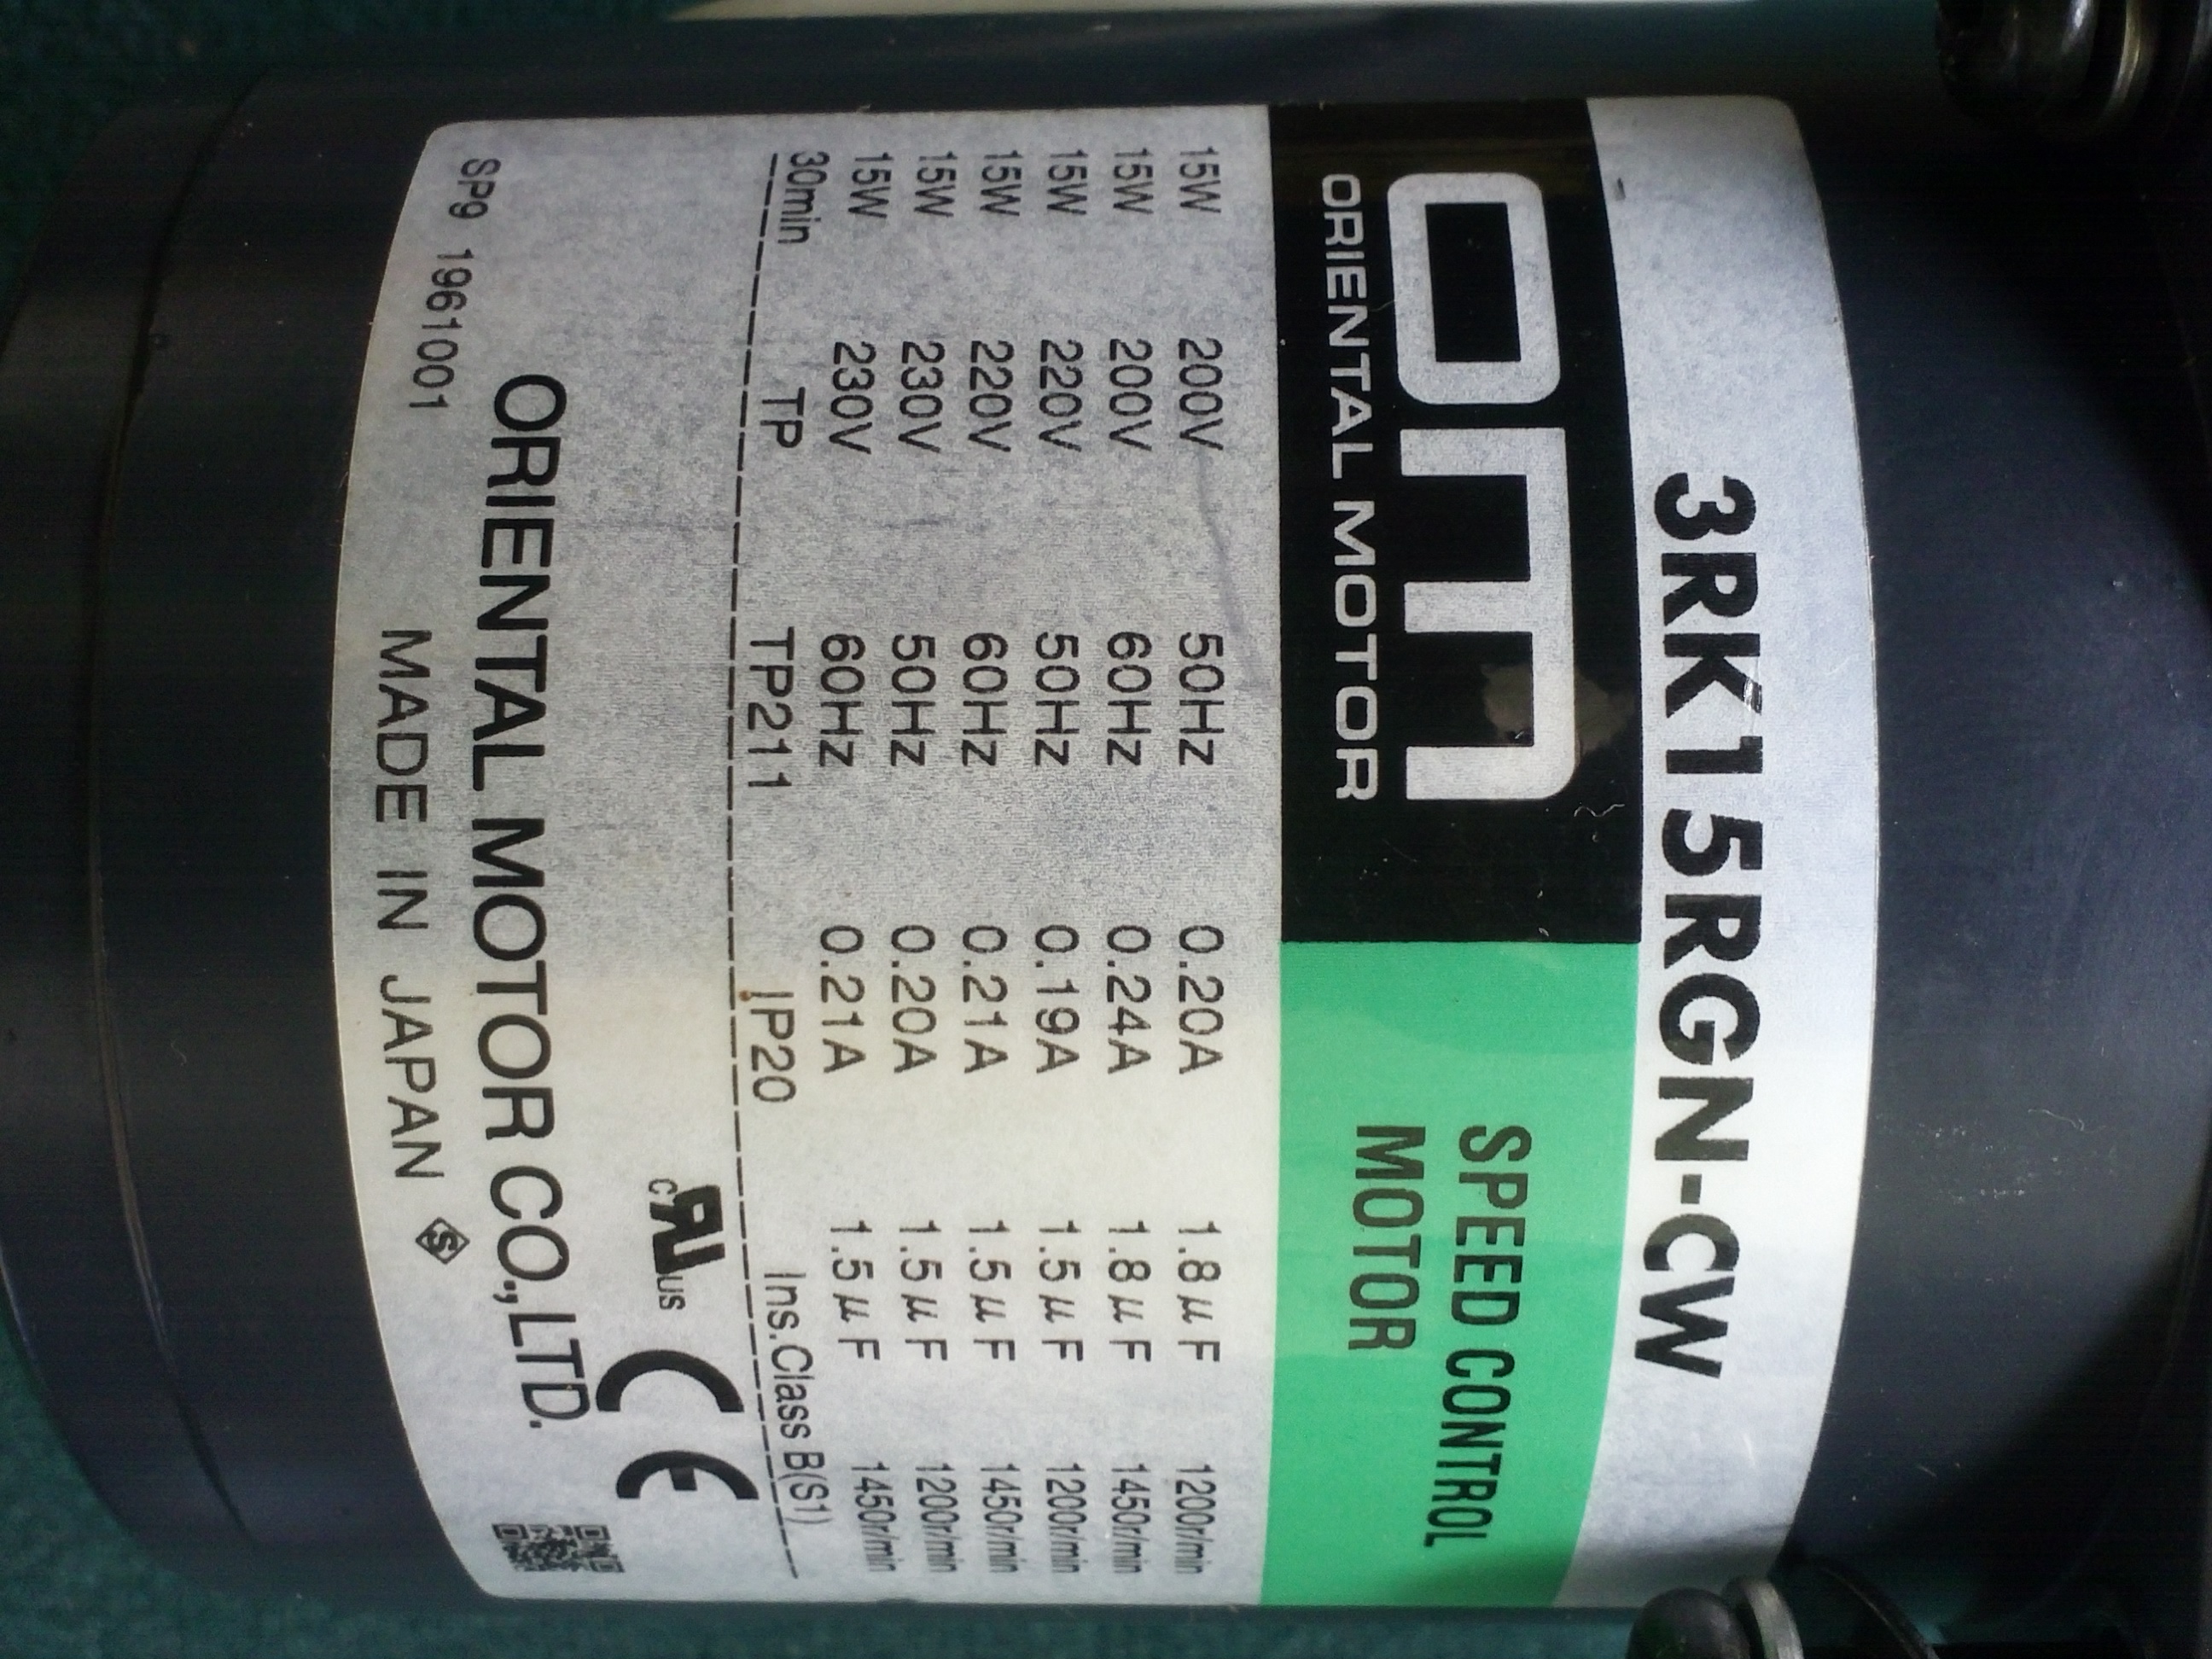 3RK15RGN-CW
om
ORIENTAL MOTOR
SPEED CONTROL
MOTOR
15W 200V 50Hz 0.20A 1.8μF 1200r/min
15W 200V 60Hz 0.24A 1.8μF 1450r/min
15W 220V 50Hz 0.19A 1.5μF 1200r/min
15W 220V 60Hz 0.21A 1.5μF 1450r/min
15W 230V 50Hz 0.20A 1.5μF 1200r/min
15W 230V 60Hz 0.21A 1.5μF 1450r/min
30min TP TP211 IP20 Ins.Class B(S1)
c RU us CE
ORIENTAL MOTOR CO.,LTD.
SP9 1961001 MADE IN JAPAN S